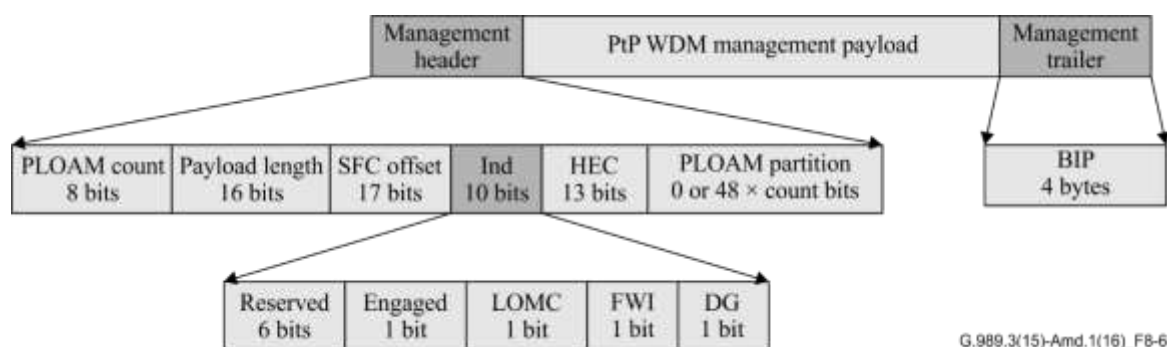 Management
header
PtP WDM management payload
Management
trailer
PLOAM count
8 bits
Payload length
16 bits
SFC offset
17 bits
Ind
10 bits
HEC
13 bits
PLOAM partition
0 or 48 × count bits
BIP
4 bytes
Reserved
6 bits
Engaged
1 bit
LOMC
1 bit
FWI
1 bit
DG
1 bit
G.989.3(15)-Amd.1(16)_F8-6